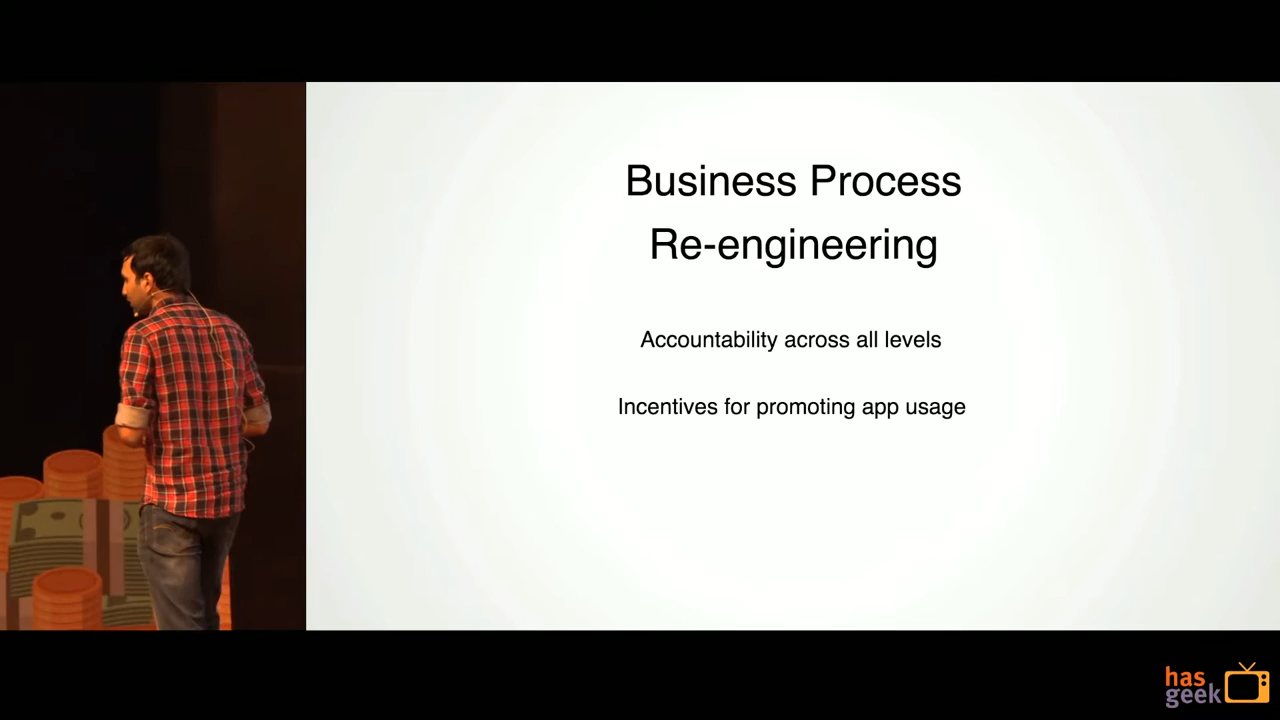 Business Process
Re-engineering
Accountability across all levels
Incentives for promoting app usage
has
geek